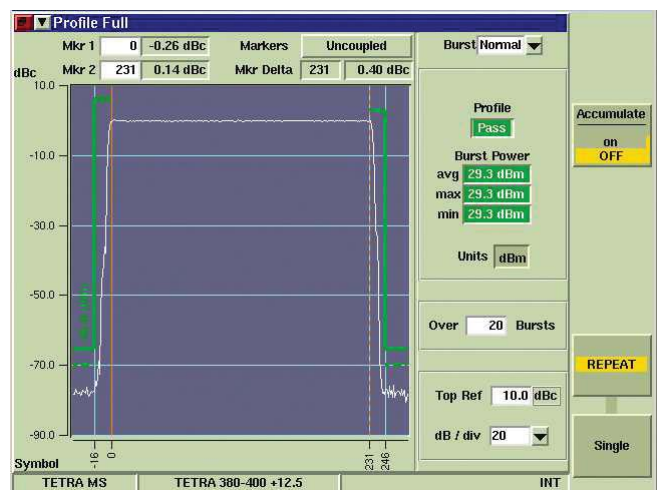 Profile Full
Mkr 1 0 -0.26 dBc Markers Uncoupled Burst Normal
dBc Mkr 2 231 0.14 dBc Mkr Delta 231 0.40 dBc
10.0
-10.0
-30.0
-50.0
-70.0
-90.0
Symbol -16 0 231 246
Profile
Pass
Burst Power
avg 29.3 dBm
max 29.3 dBm
min 29.3 dBm
Units dBm
Over 20 Bursts
Top Ref 10.0 dBc
dB / div 20
Accumulate
on
OFF
REPEAT
Single
TETRA MS TETRA 380-400 +12.5 INT